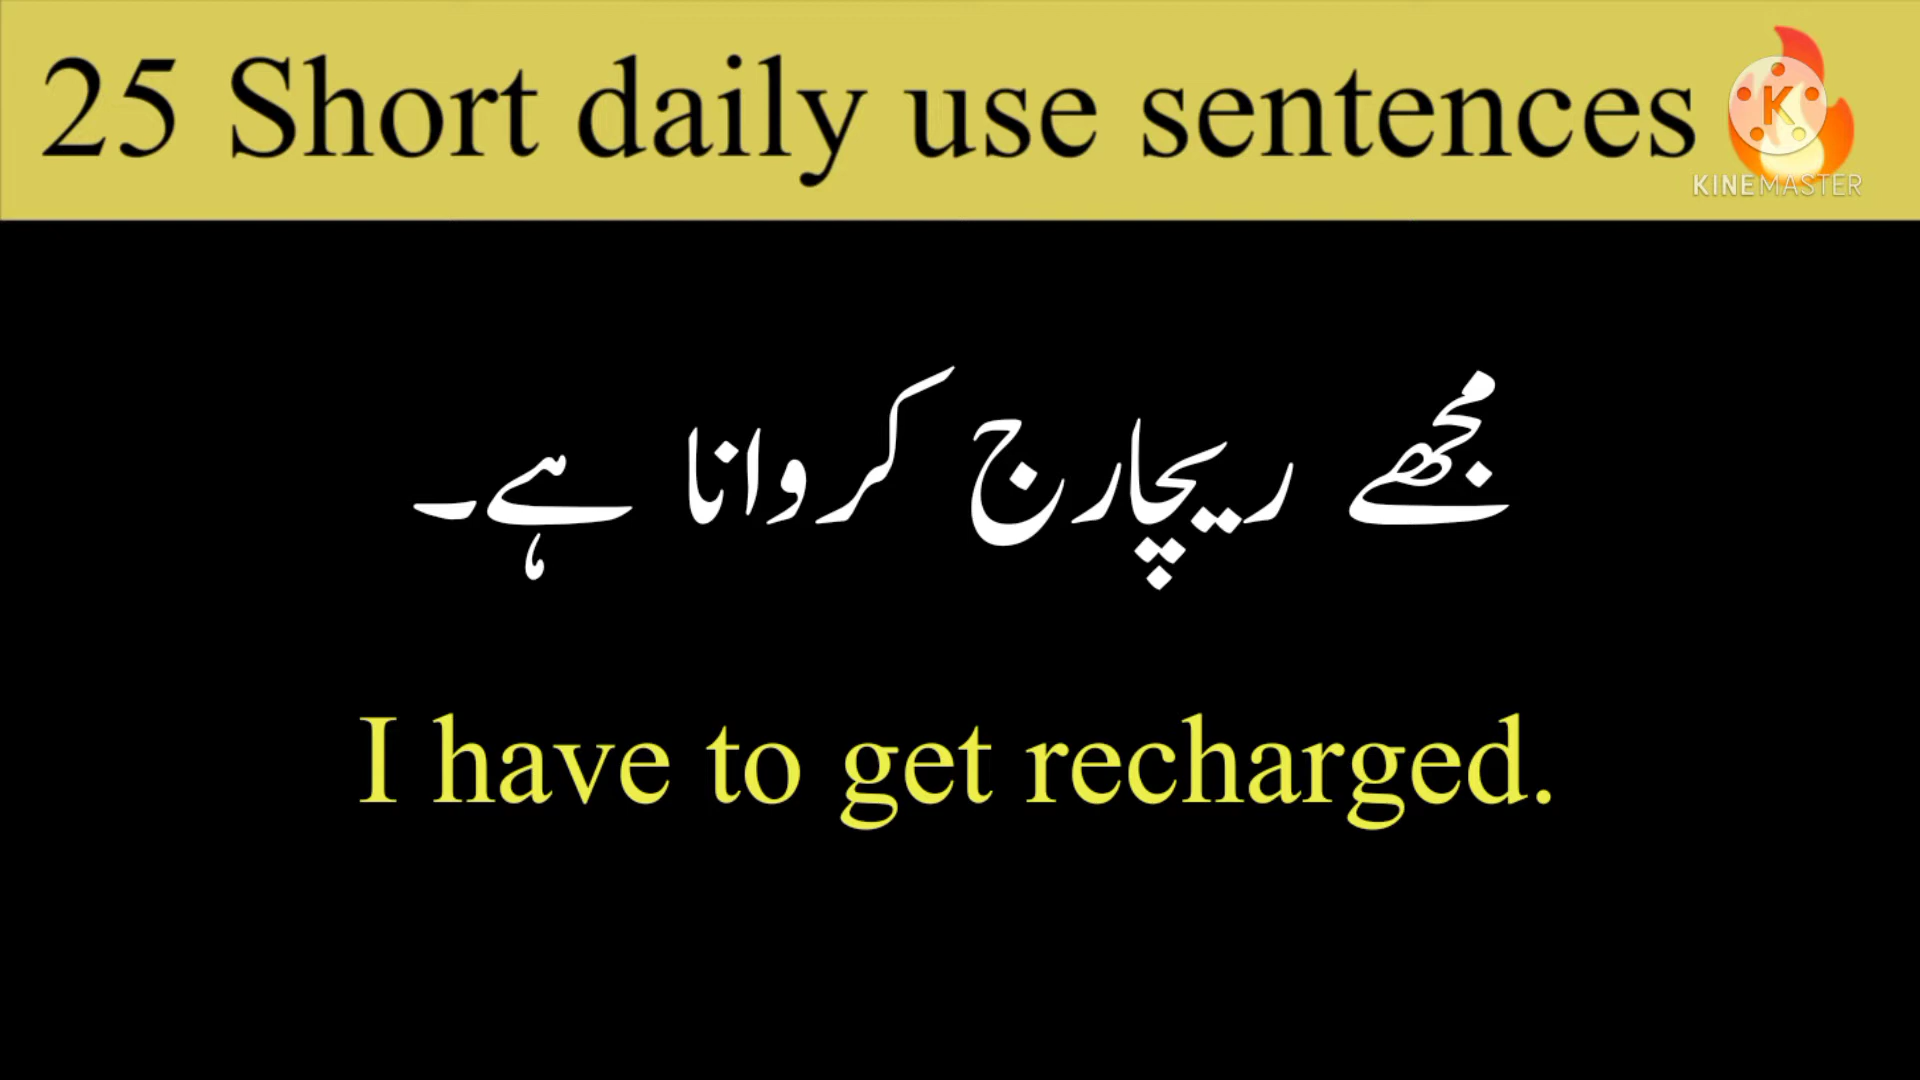 25 Short daily use sentences
K
KINEMASTER
مجھے ریچارج کروانا ہے۔
I have to get recharged.